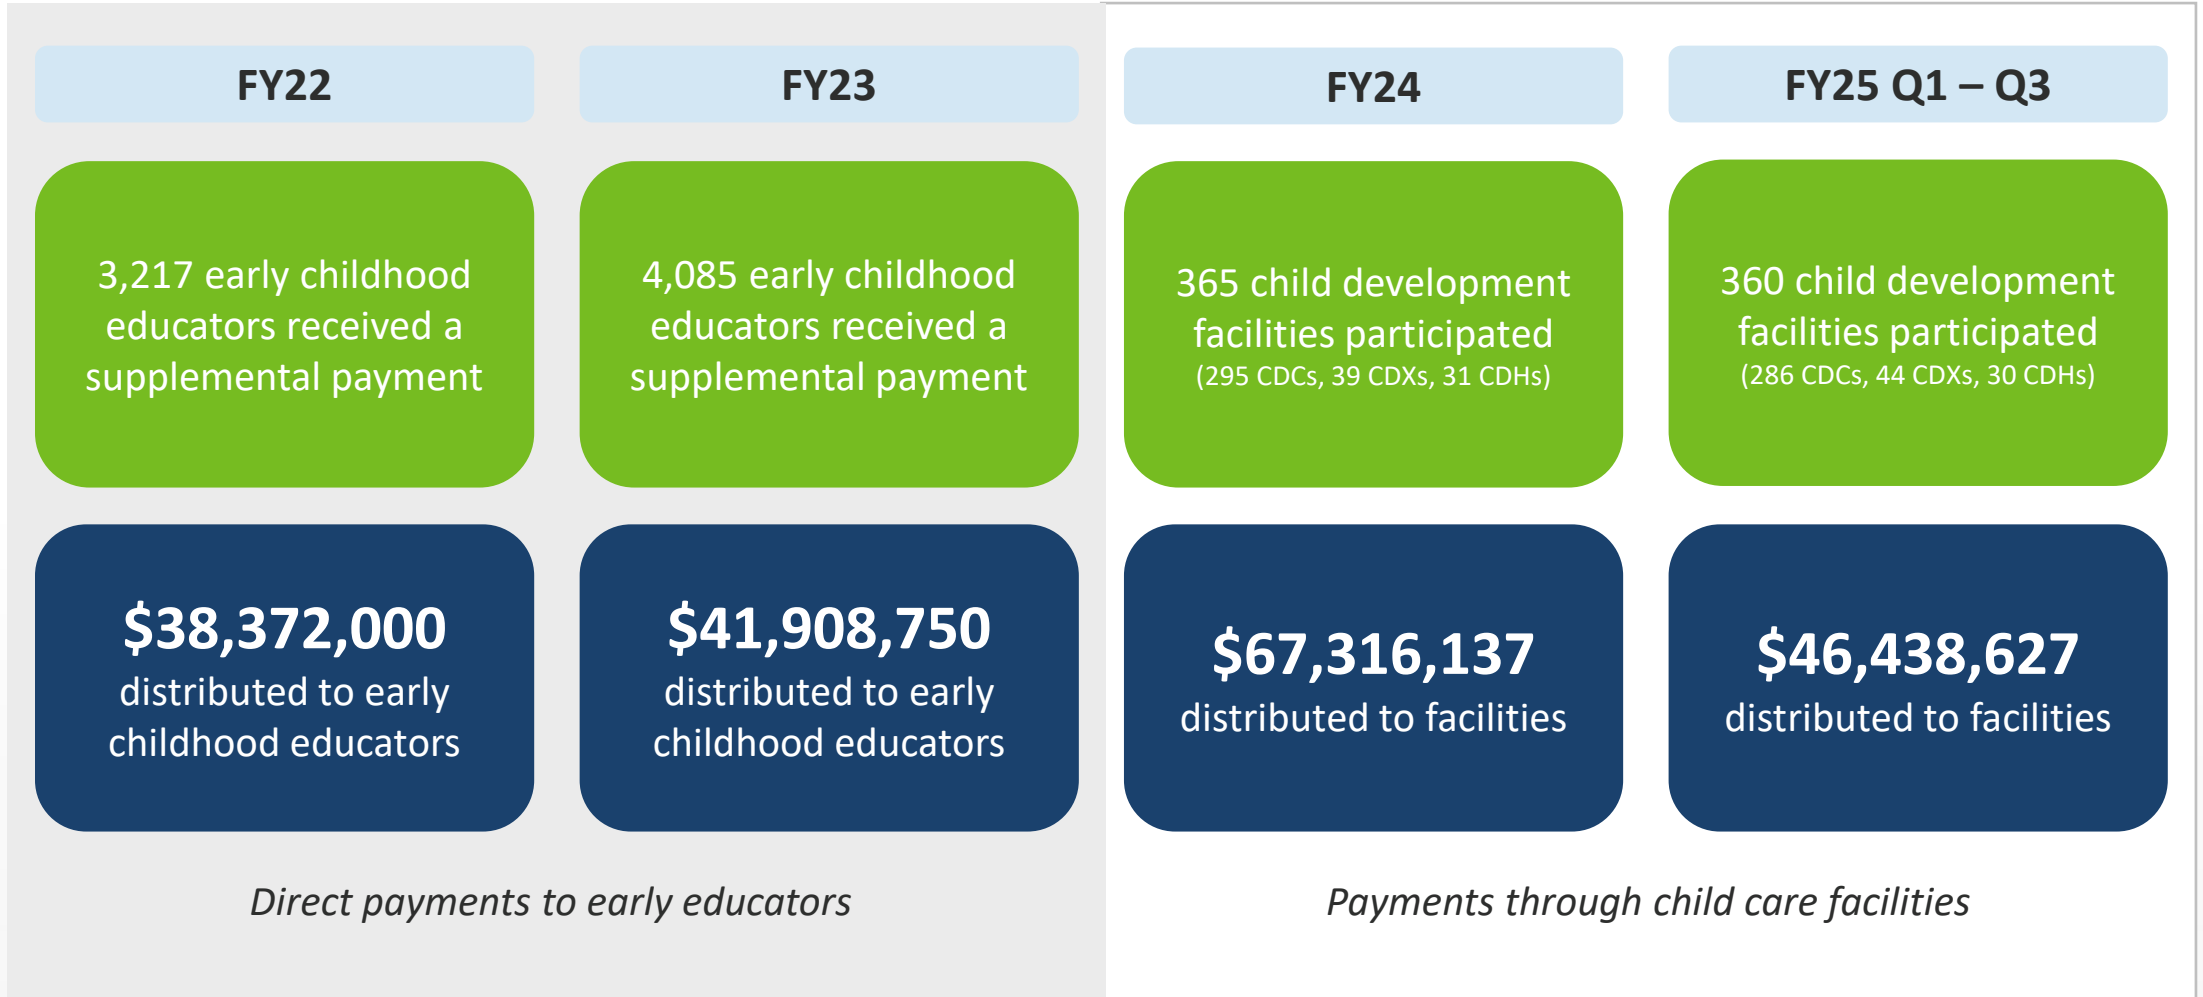 FY22
3,217 early childhood
educators received a
supplemental payment
$38,372,000
distributed to early
childhood educators
FY23
4,085 early childhood
educators received a
supplemental payment
$41,908,750
distributed to early
childhood educators
Direct payments to early educators
FY24
365 child development
facilities participated
(295 CDCs, 39 CDXs, 31 CDHs)
$67,316,137
distributed to facilities
FY25 Q1 – Q3
360 child development
facilities participated
(286 CDCs, 44 CDXs, 30 CDHs)
$46,438,627
distributed to facilities
Payments through child care facilities